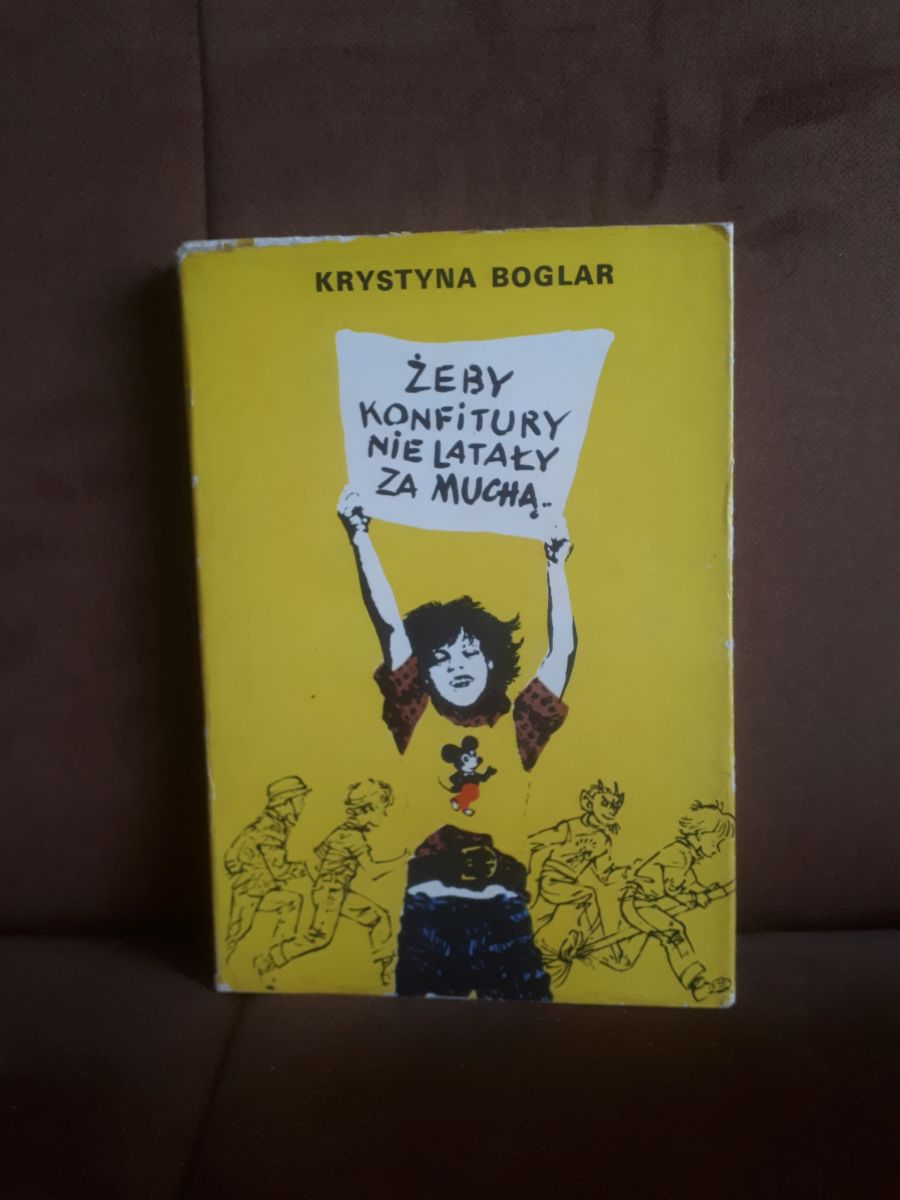 KRYSTYNA BOGLAR
ŻEBY
KONFiTURY
NiE LATAŁY
ZA MUCHĄ..